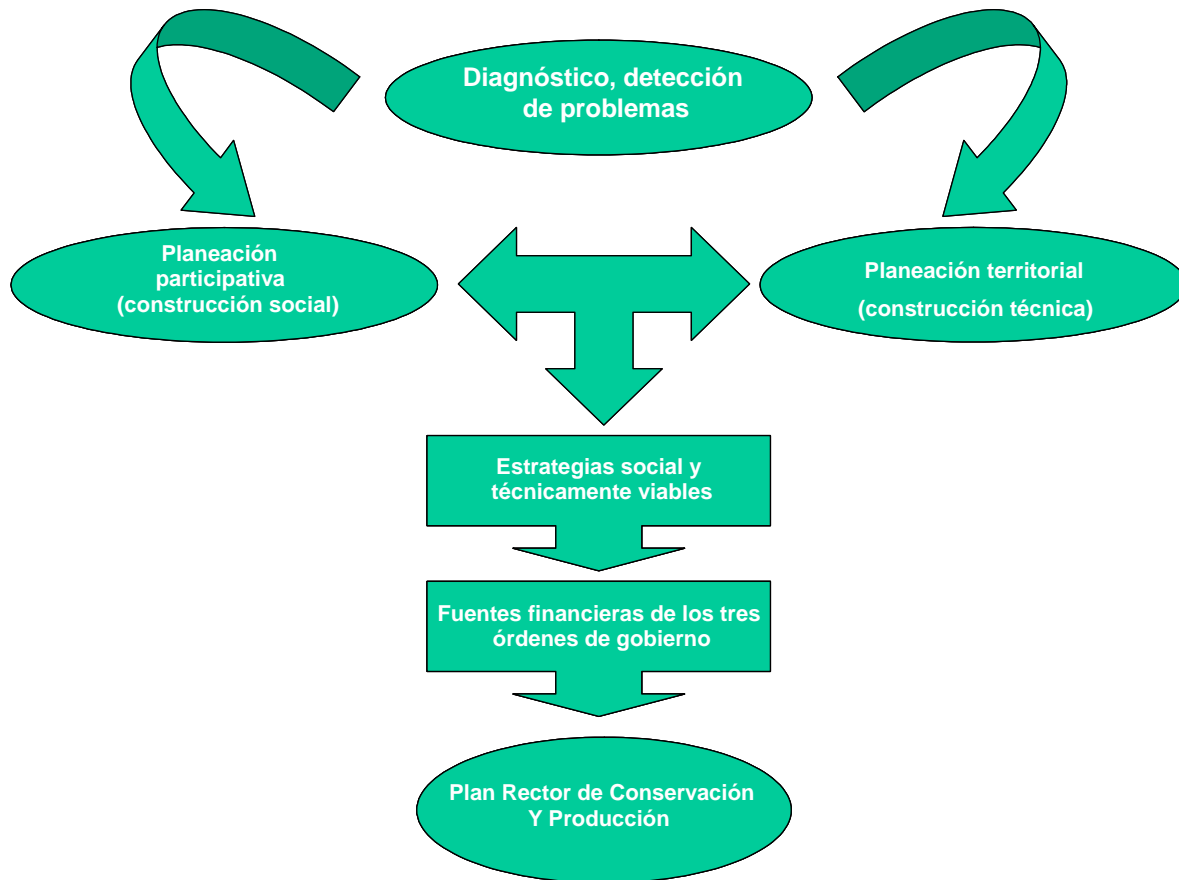 Diagnóstico, detección
de problemas
Planeación
participativa
(construcción social)
Planeación territorial
(construcción técnica)
Estrategias social y
técnicamente viables
Fuentes financieras de los tres
órdenes de gobierno
Plan Rector de Conservación
Y Producción